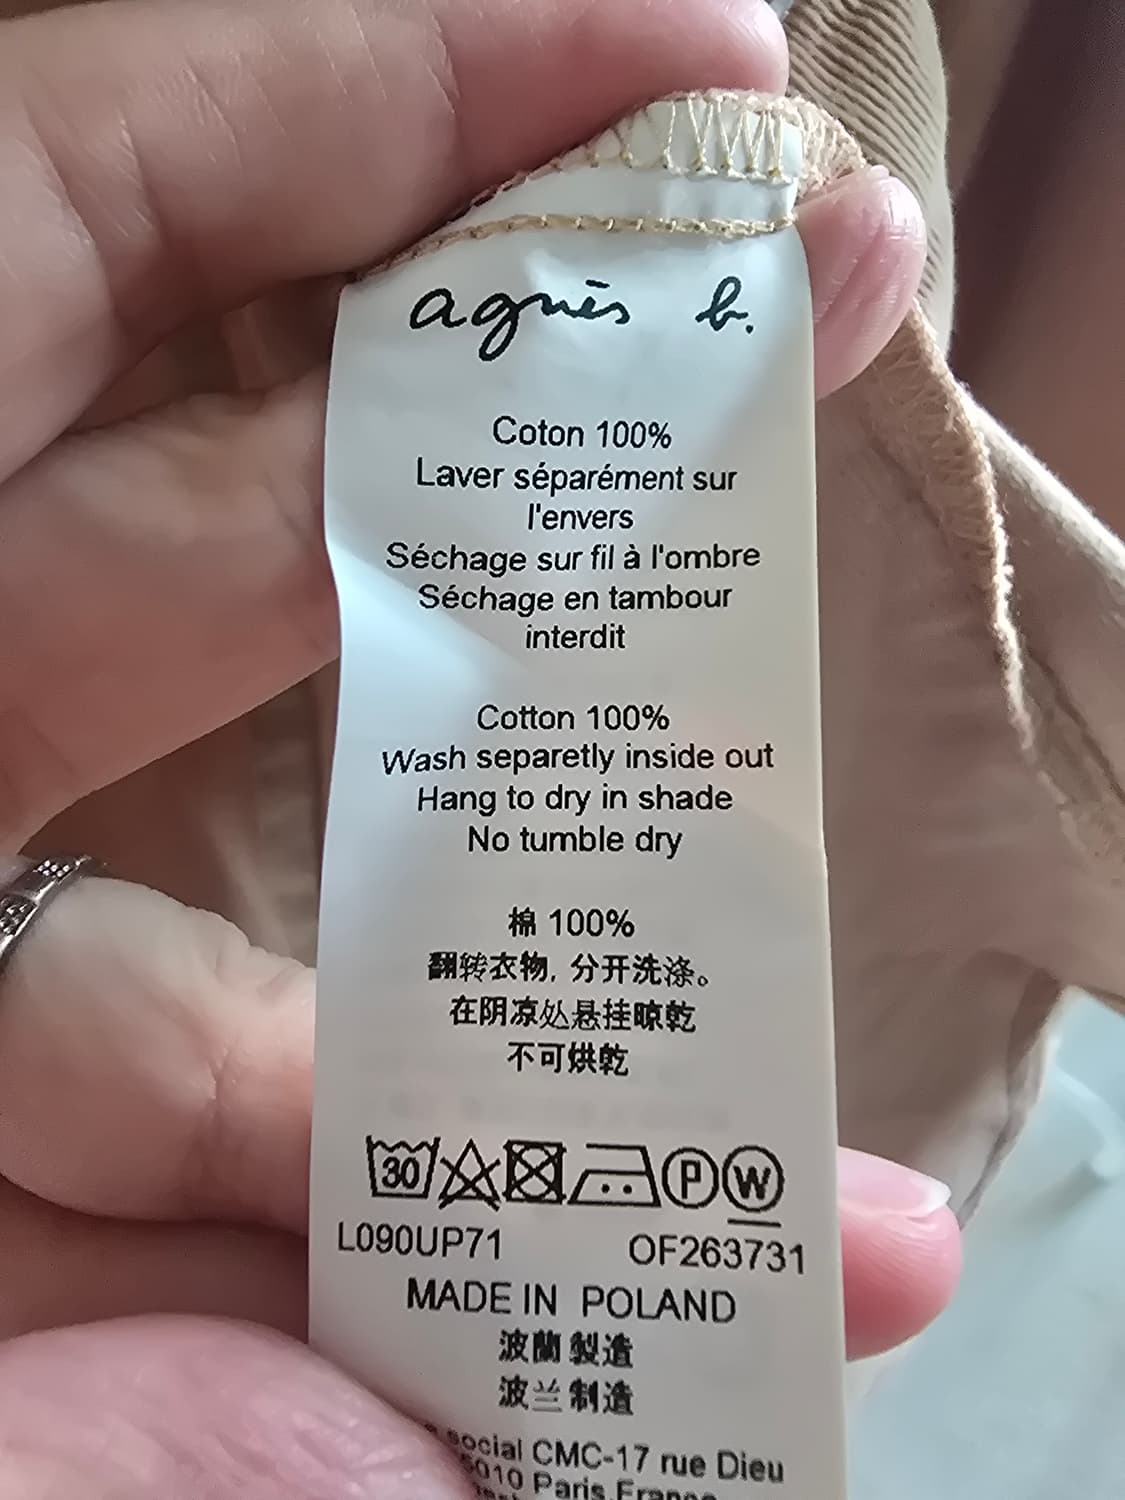 agnès b.
Coton 100%
Laver séparément sur
l'envers
Séchage sur fil à l'ombre
Séchage en tambour
interdit
Cotton 100%
Wash separetly inside out
Hang to dry in shade
No tumble dry
棉 100%
翻转衣物, 分开洗涤。
在阴凉处悬挂晾乾
不可烘乾
30 P W
L090UP71 OF263731
MADE IN POLAND
波蘭製造
波兰制造
social CMC-17 rue Dieu
5010 Paris, France